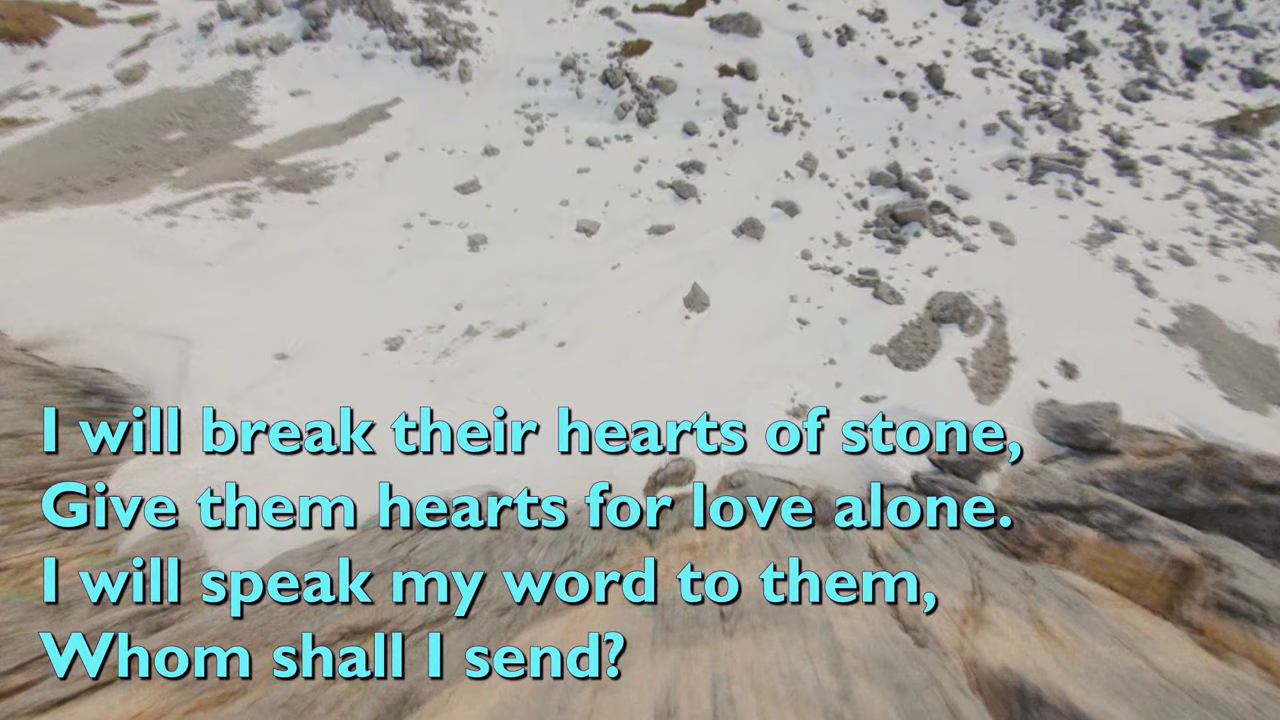 I will break their hearts of stone,
Give them hearts for love alone.
I will speak my word to them,
Whom shall I send?